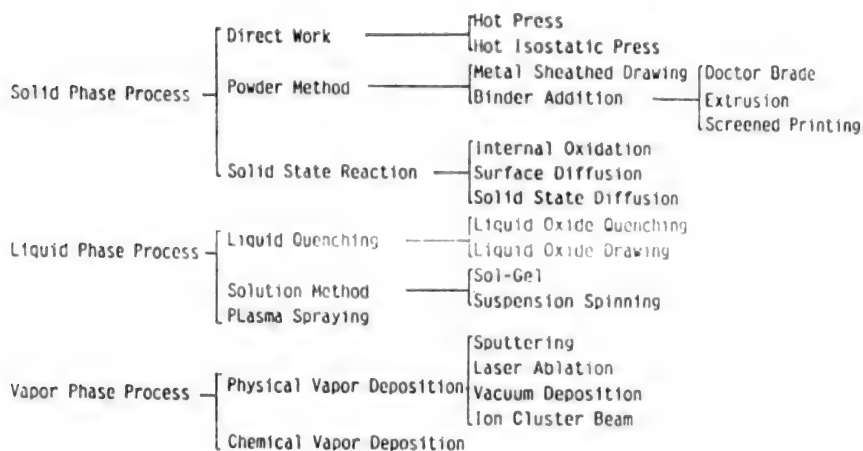 Hot Press
Direct Work
Hot Isostatic Press
Metal Sheathed Drawing Doctor Brade
Solid Phase Process Powder Method
Binder Addition Extrusion
Screened Printing
Internal Oxidation
Solid State Reaction Surface Diffusion
Solid State Diffusion
Liquid Oxide Quenching
Liquid Phase Process Liquid Quenching
Liquid Oxide Drawing
Sol-Gel
Solution Method
Suspension Spinning
PLasma Spraying
Sputtering
Laser Ablation
Vapor Phase Process Physical Vapor Deposition
Vacuum Deposition
Ion Cluster Beam
Chemical Vapor Deposition